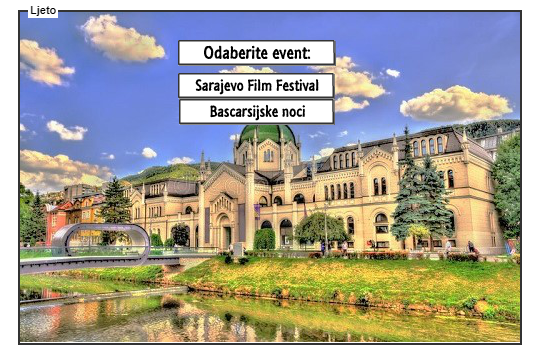 Ljeto
Odaberite event:
Sarajevo Film Festival
Bascarsijske noci